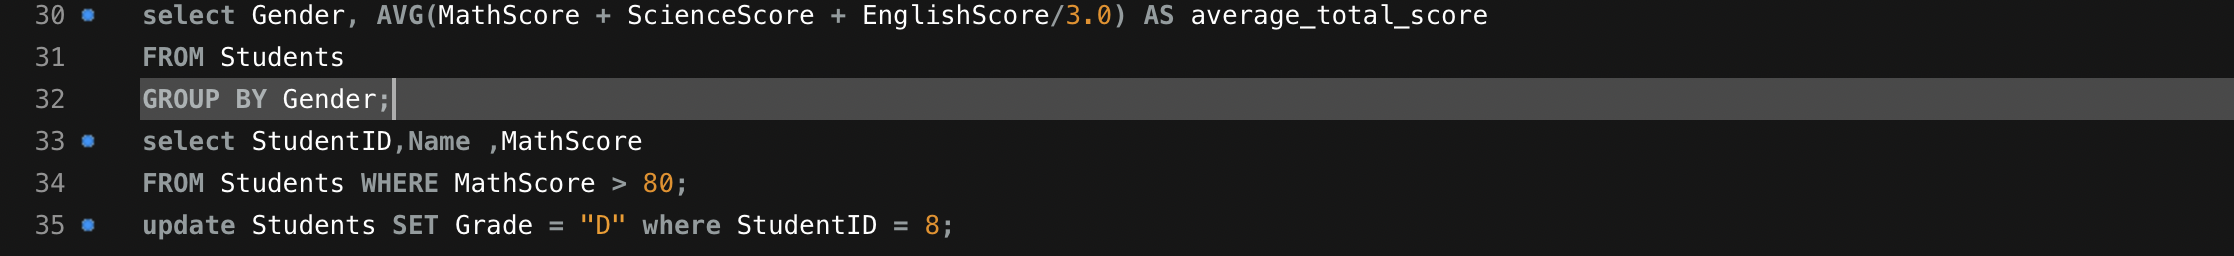 30 select Gender, AVG(MathScore + ScienceScore + EnglishScore/3.0) AS average_total_score
31 FROM Students
32 GROUP BY Gender;
33 select StudentID,Name ,MathScore
34 FROM Students WHERE MathScore > 80;
35 update Students SET Grade = "D" where StudentID = 8;